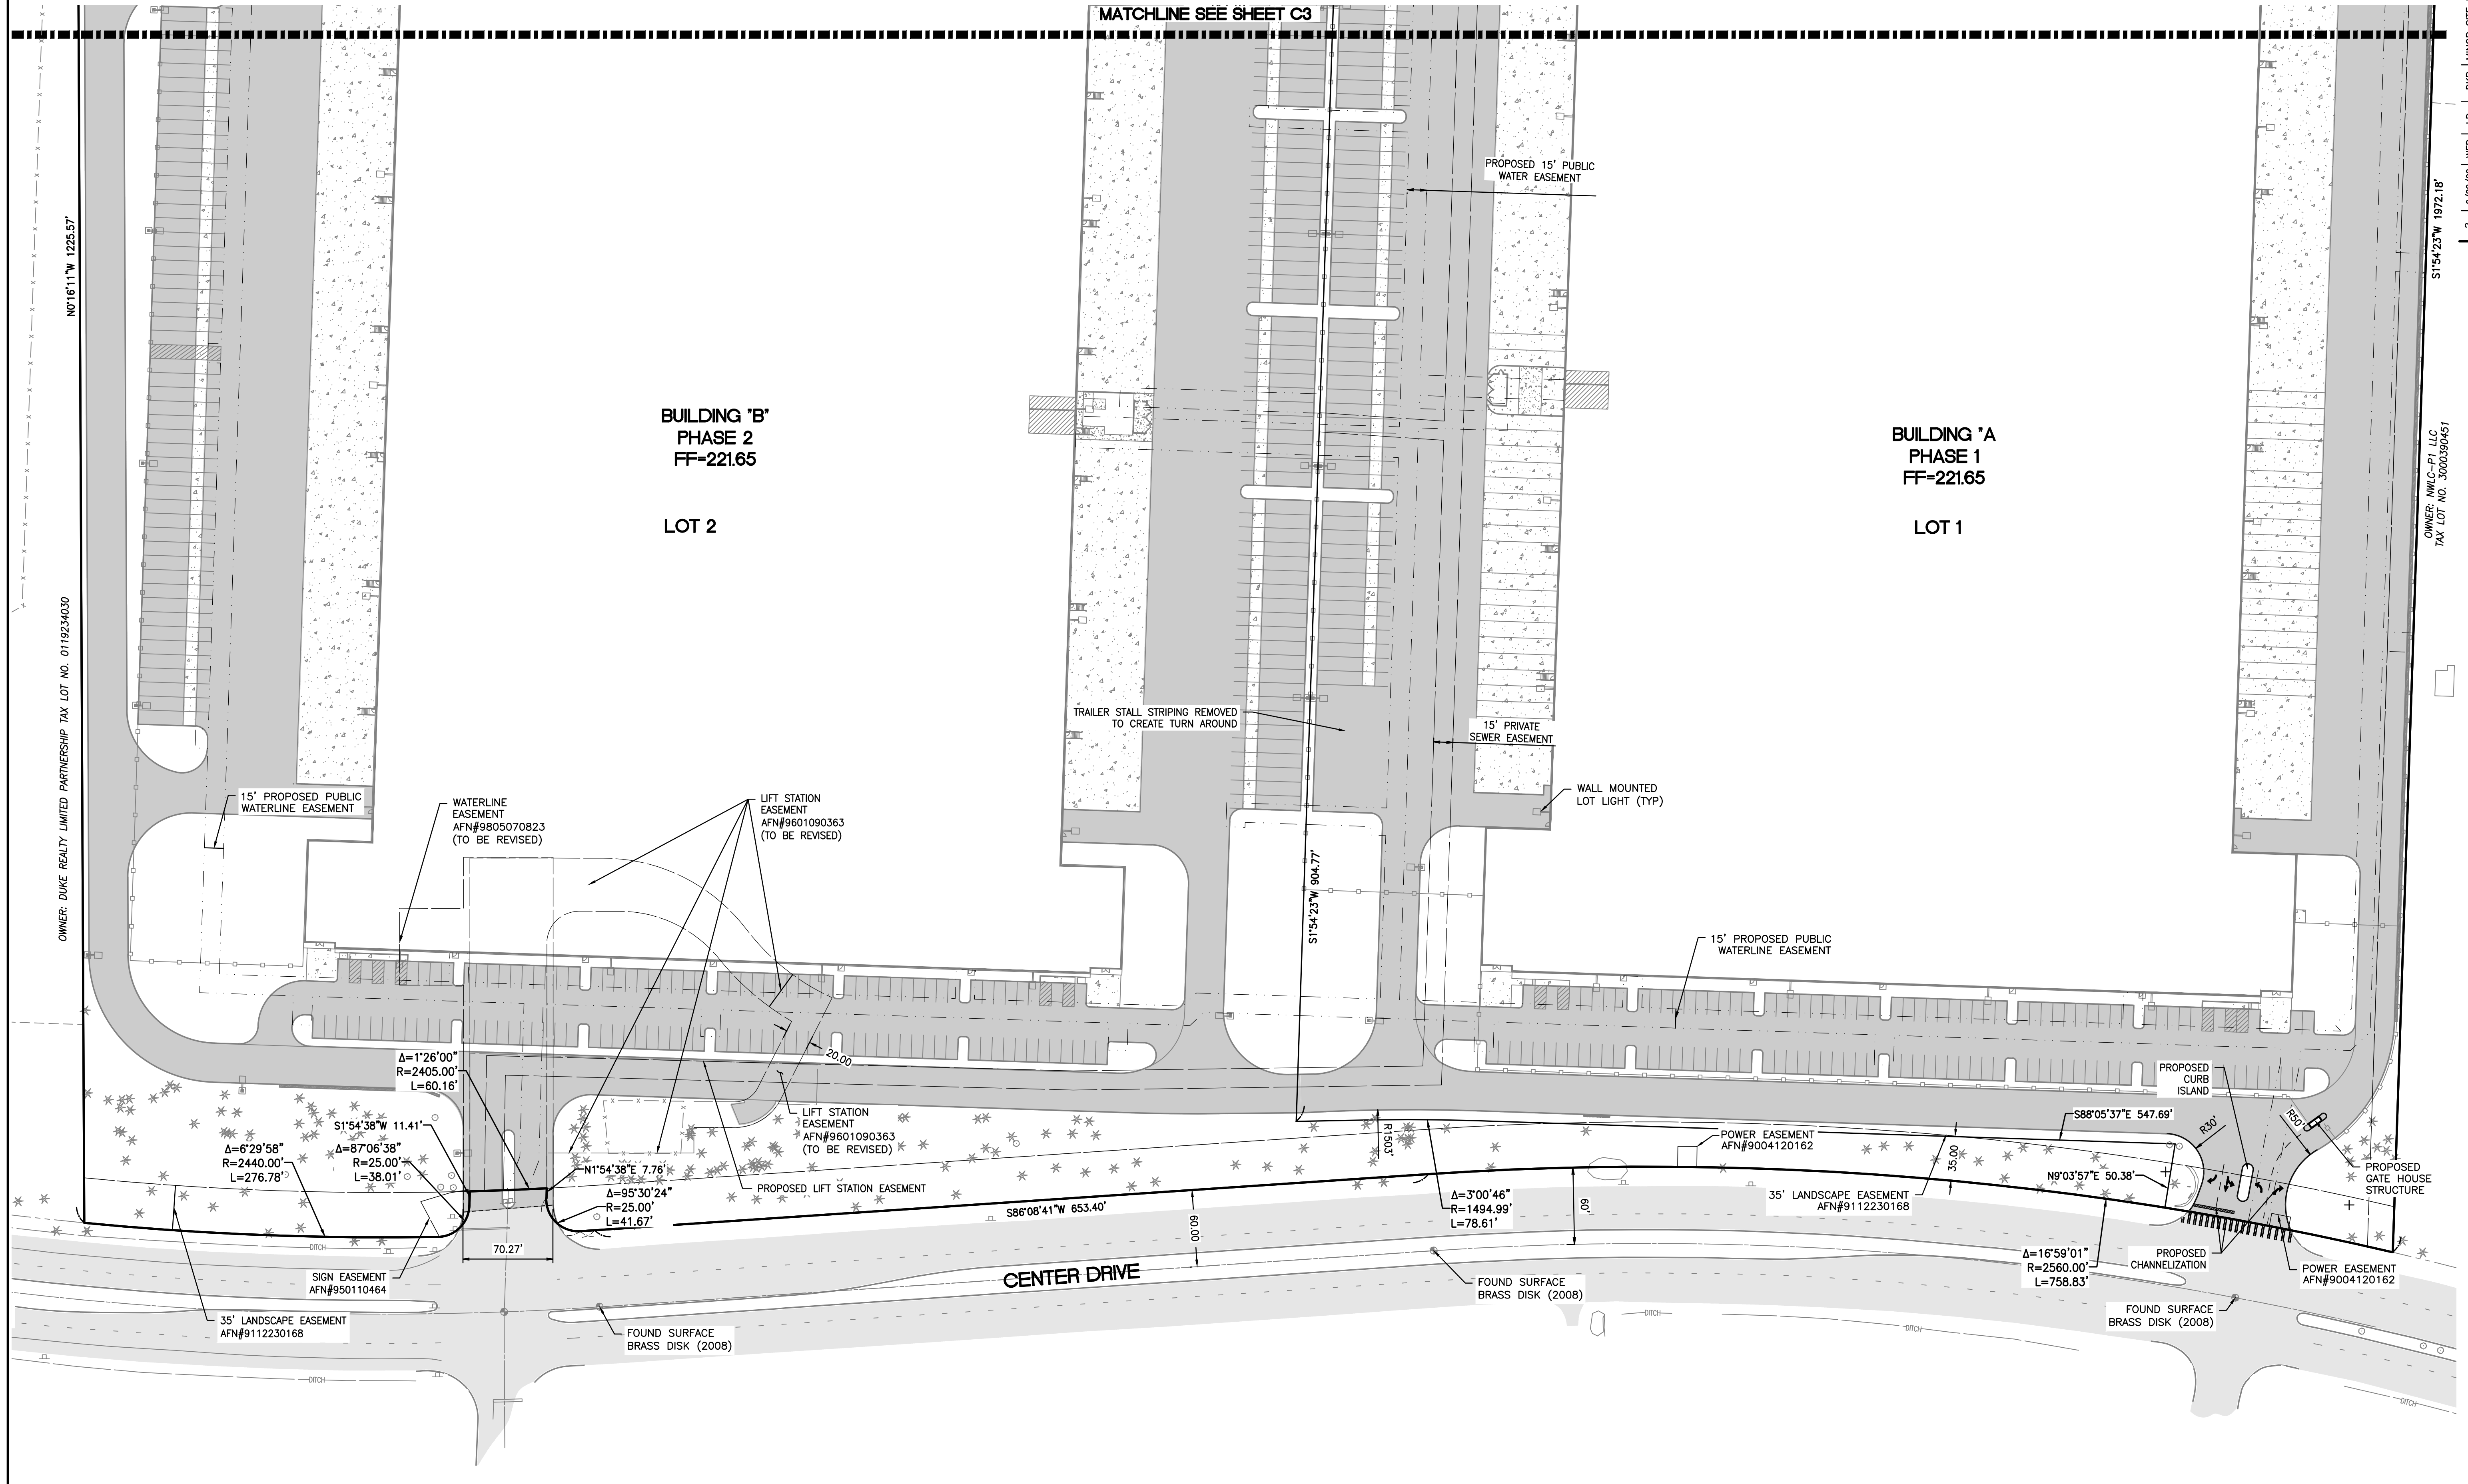 MATCHLINE SEE SHEET C3
N0°16'11"W 1225.57'
OWNER: DUKE REALTY LIMITED PARTNERSHIP TAX LOT NO. 0119234030
PROPOSED 15' PUBLIC
WATER EASEMENT
S1°54'23"W 1972.18'
OWNER: NWLC-P1 LLC
TAX LOT NO. 3000390451
BUILDING "B"
PHASE 2
FF=221.65
LOT 2
BUILDING "A
PHASE 1
FF=221.65
LOT 1
TRAILER STALL STRIPING REMOVED
TO CREATE TURN AROUND
15' PRIVATE
SEWER EASEMENT
WALL MOUNTED
LOT LIGHT (TYP)
15' PROPOSED PUBLIC
WATERLINE EASEMENT
WATERLINE
EASEMENT
AFN#9805070823
(TO BE REVISED)
LIFT STATION
EASEMENT
AFN#9601090363
(TO BE REVISED)
S1°54'23"W 904.77'
15' PROPOSED PUBLIC
WATERLINE EASEMENT
20.00
Δ=1°26'00"
R=2405.00'
L=60.16'
S1°54'38"W 11.41'
Δ=6°29'58"
R=2440.00'
L=276.78'
Δ=87°06'38"
R=25.00'
L=38.01'
LIFT STATION
EASEMENT
AFN#9601090363
(TO BE REVISED)
N1°54'38"E 7.76'
PROPOSED LIFT STATION EASEMENT
Δ=95°30'24"
R=25.00'
L=41.67'
S86°08'41"W 653.40'
60.00
70.27'
R1503'
POWER EASEMENT
AFN#9004120162
PROPOSED
CURB
ISLAND
S88°05'37"E 547.69'
R30'
R50'
35.00
N9°03'57"E 50.38'
PROPOSED
GATE HOUSE
STRUCTURE
Δ=3°00'46"
R=1494.99'
L=78.61'
60'
35' LANDSCAPE EASEMENT
AFN#9112230168
Δ=16°59'01"
R=2560.00'
L=758.83'
PROPOSED
CHANNELIZATION
POWER EASEMENT
AFN#9004120162
DITCH
SIGN EASEMENT
AFN#950110464
35' LANDSCAPE EASEMENT
AFN#9112230168
CENTER DRIVE
FOUND SURFACE
BRASS DISK (2008)
FOUND SURFACE
BRASS DISK (2008)
FOUND SURFACE
BRASS DISK (2008)
DITCH
DITCH
DITCH
DITCH